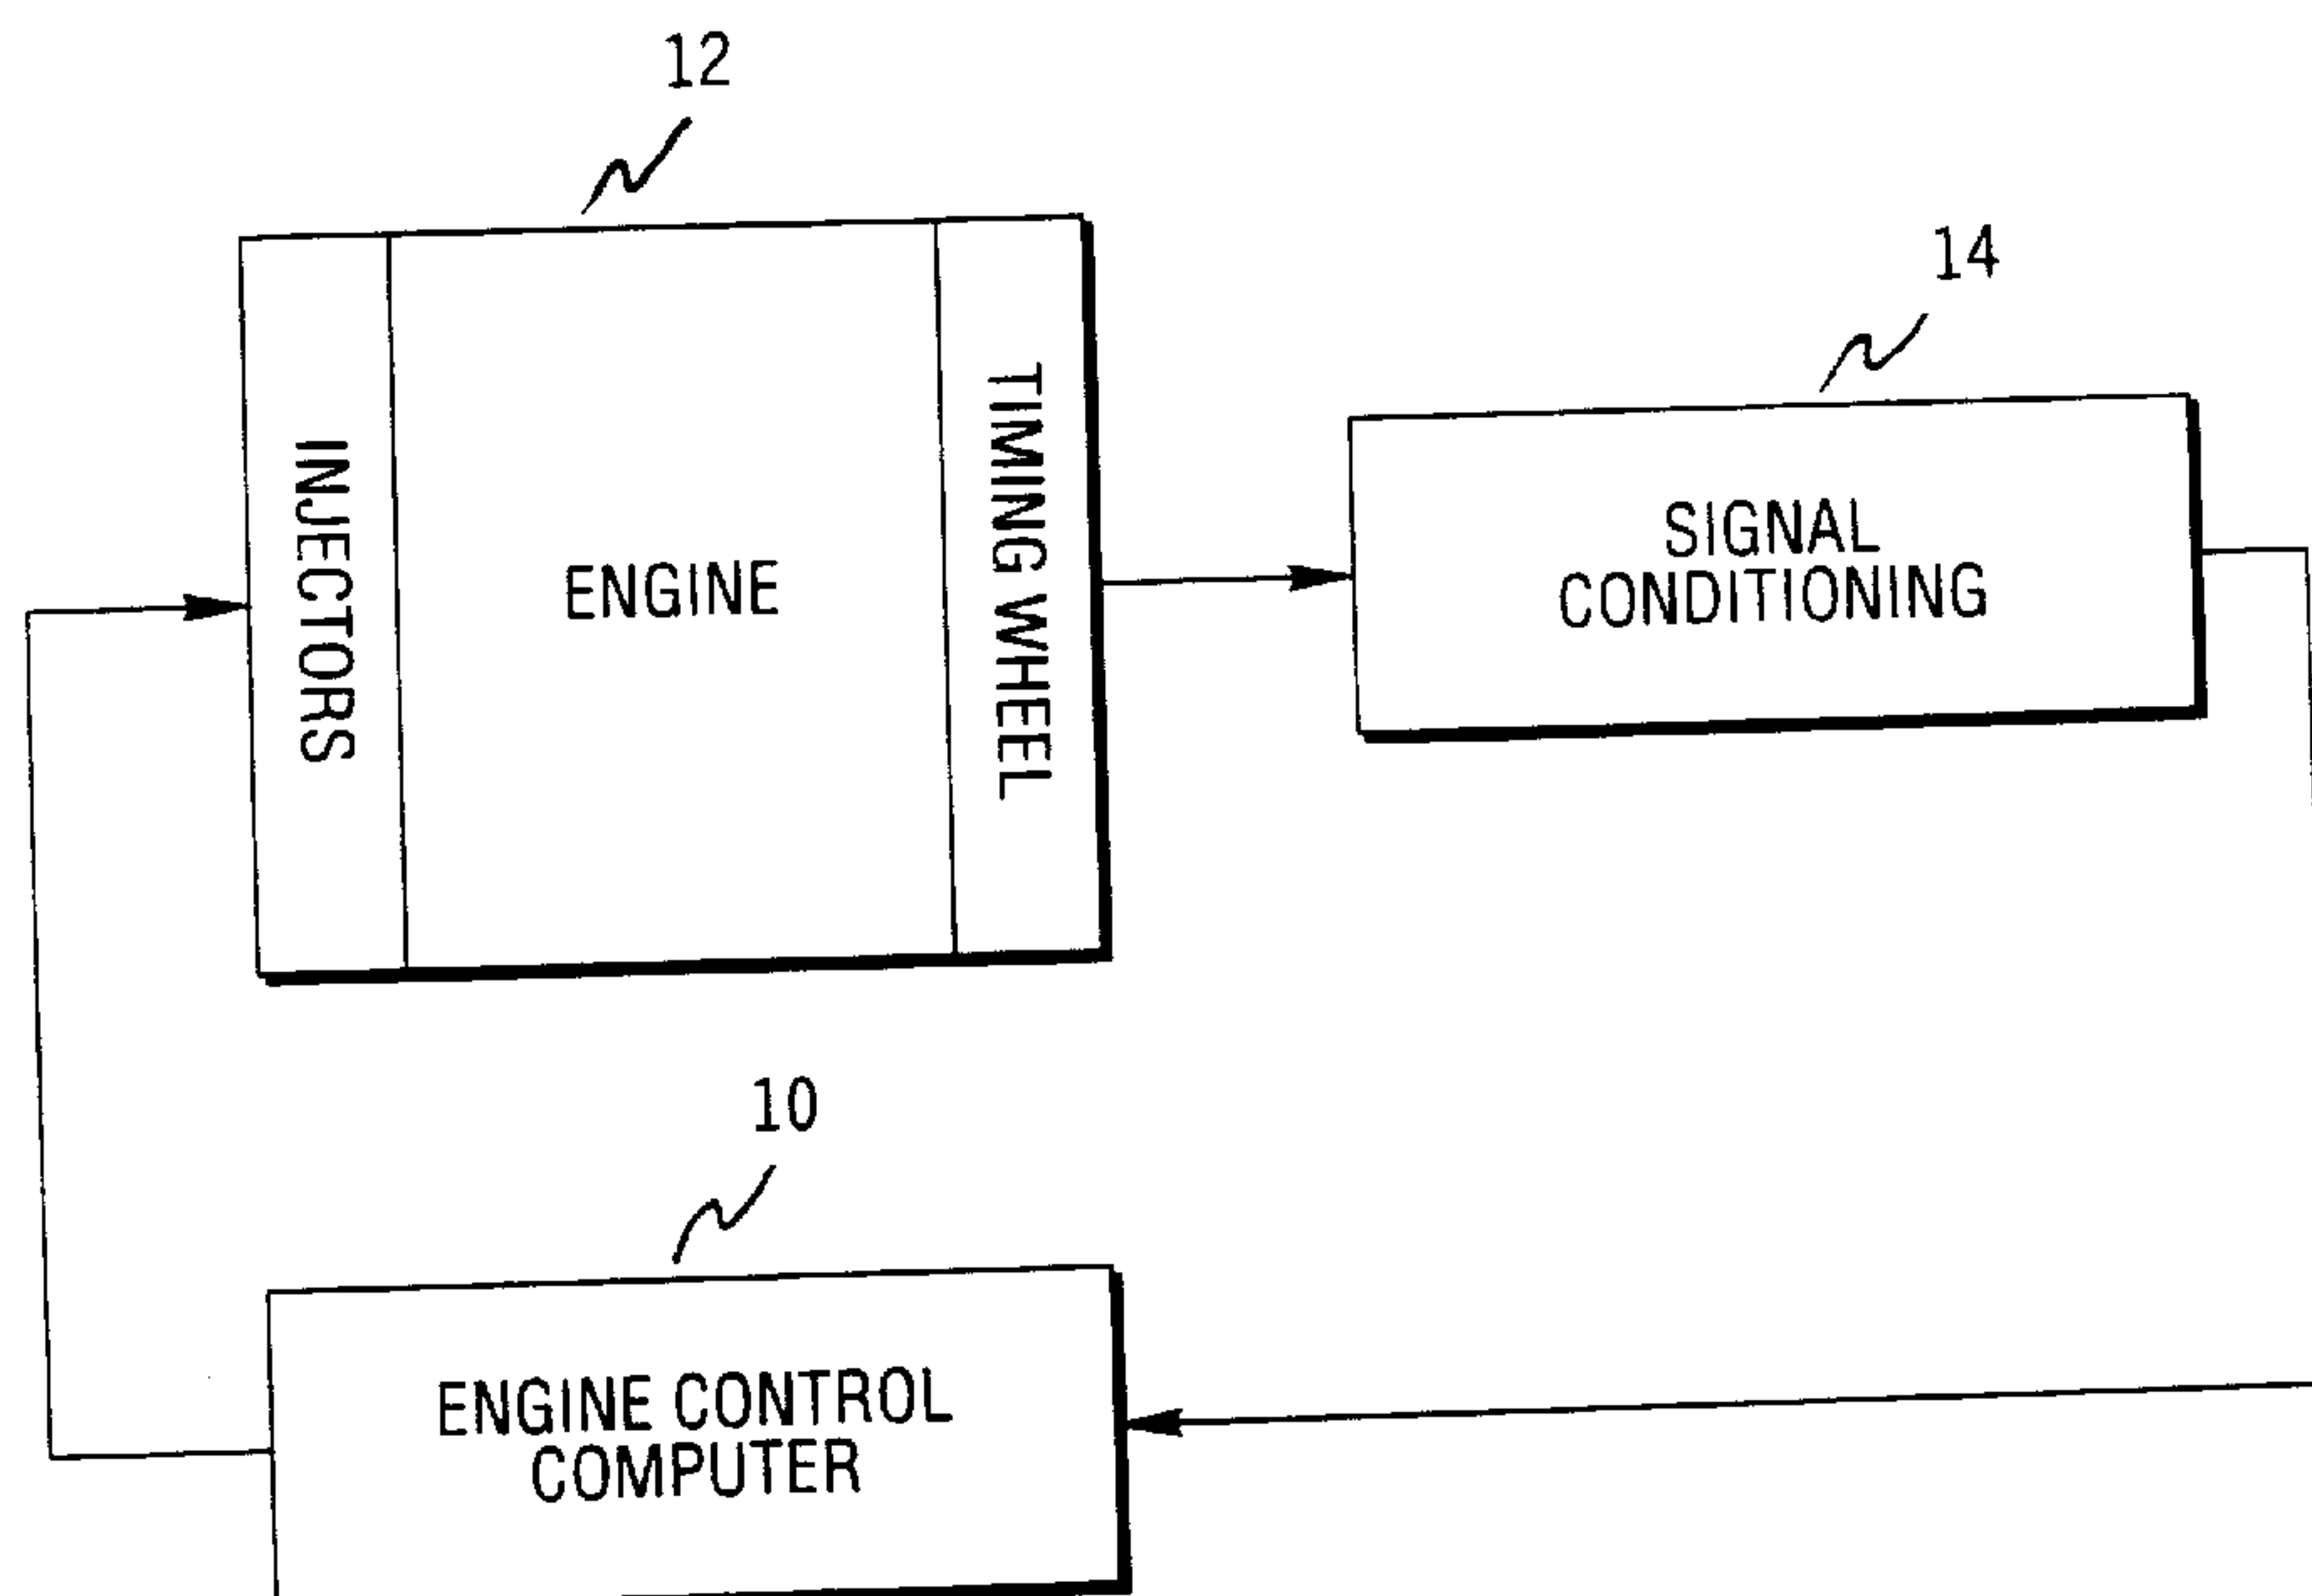 12
14
INJECTORS
ENGINE
TIMING WHEEL
SIGNAL
CONDITIONING
10
ENGINE CONTROL
COMPUTER